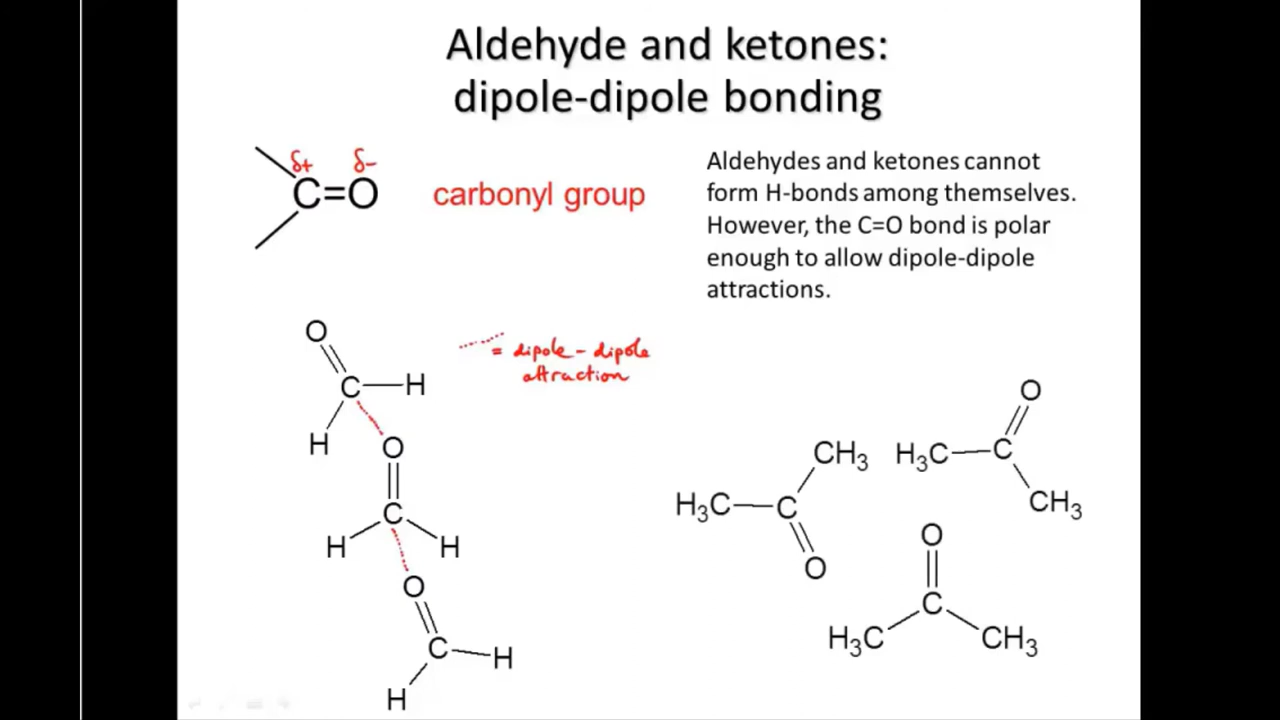 Aldehyde and ketones:
dipole-dipole bonding
δ+ δ-
C=O
carbonyl group
Aldehydes and ketones cannot
form H-bonds among themselves.
However, the C=O bond is polar
enough to allow dipole-dipole
attractions.
= dipole - dipole
attraction
O
C H
H
O
C
H H
O
C H
H
CH₃
H₃C C
O
O
H₃C C
CH₃
O
C
H₃C CH₃